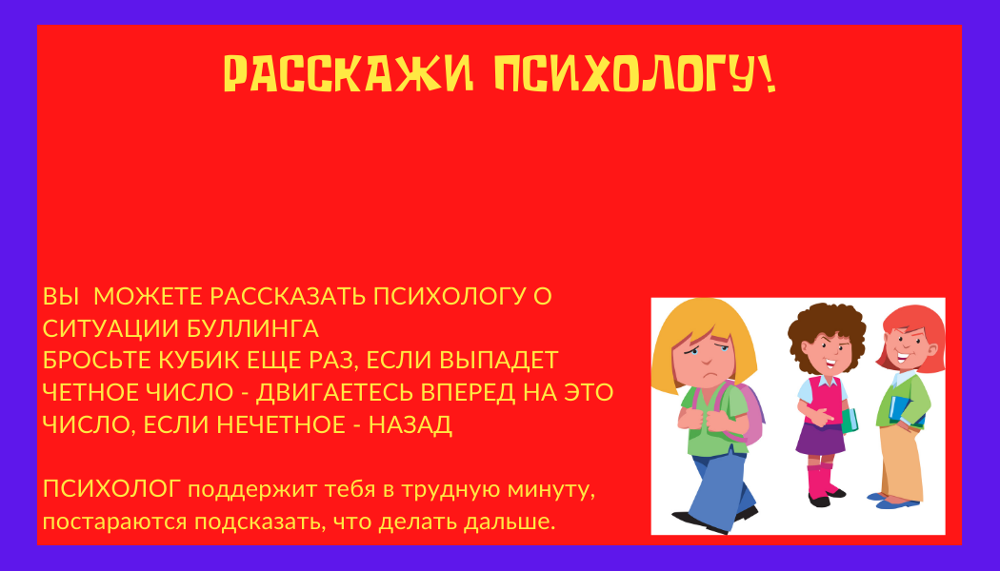 РАССКАЖИ ПСИХОЛОГУ!
ВЫ МОЖЕТЕ РАССКАЗАТЬ ПСИХОЛОГУ О
СИТУАЦИИ БУЛЛИНГА
БРОСЬТЕ КУБИК ЕЩЕ РАЗ, ЕСЛИ ВЫПАДЕТ
ЧЕТНОЕ ЧИСЛО - ДВИГАЕТЕСЬ ВПЕРЕД НА ЭТО
ЧИСЛО, ЕСЛИ НЕЧЕТНОЕ - НАЗАД
ПСИХОЛОГ поддержит тебя в трудную минуту,
постараются подсказать, что делать дальше.